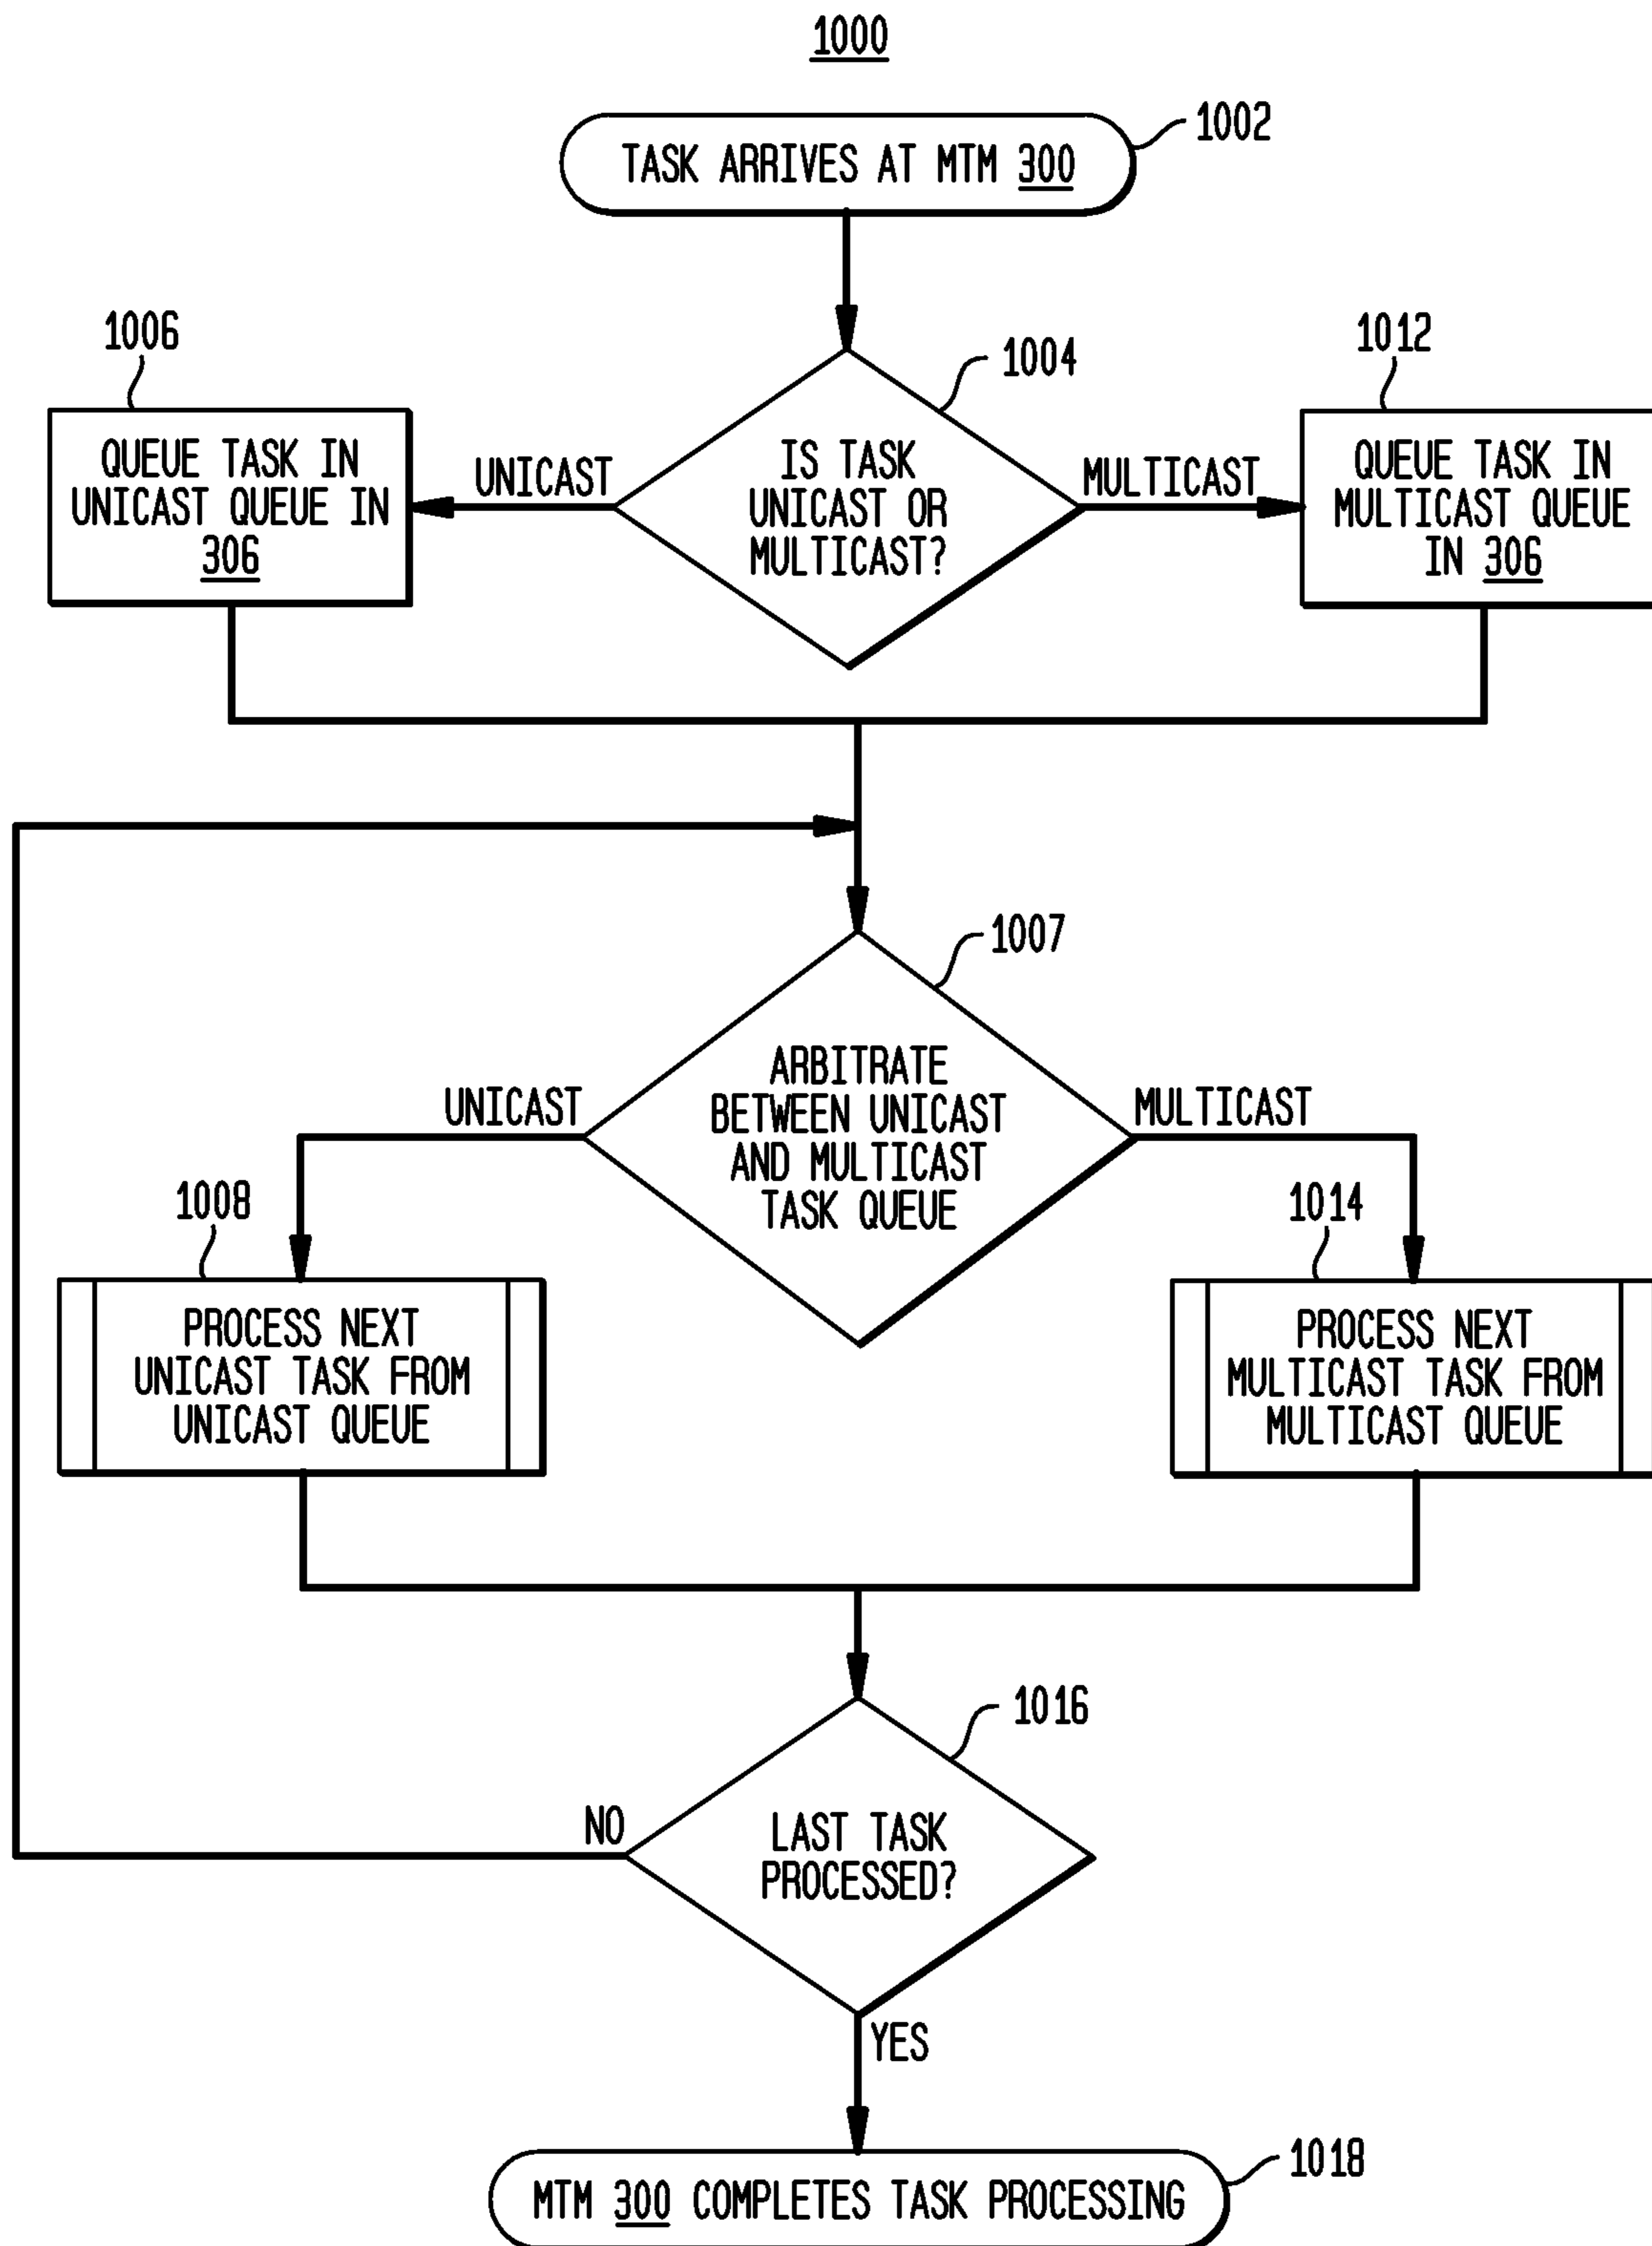 1000
TASK ARRIVES AT MTM 300
1002
1004
IS TASK
UNICAST OR
MULTICAST?
UNICAST
MULTICAST
1006
QUEUE TASK IN
UNICAST QUEUE IN
306
1012
QUEUE TASK IN
MULTICAST QUEUE
IN 306
1007
ARBITRATE
BETWEEN UNICAST
AND MULTICAST
TASK QUEUE
UNICAST
MULTICAST
1008
PROCESS NEXT
UNICAST TASK FROM
UNICAST QUEUE
1014
PROCESS NEXT
MULTICAST TASK FROM
MULTICAST QUEUE
1016
LAST TASK
PROCESSED?
NO
YES
MTM 300 COMPLETES TASK PROCESSING
1018